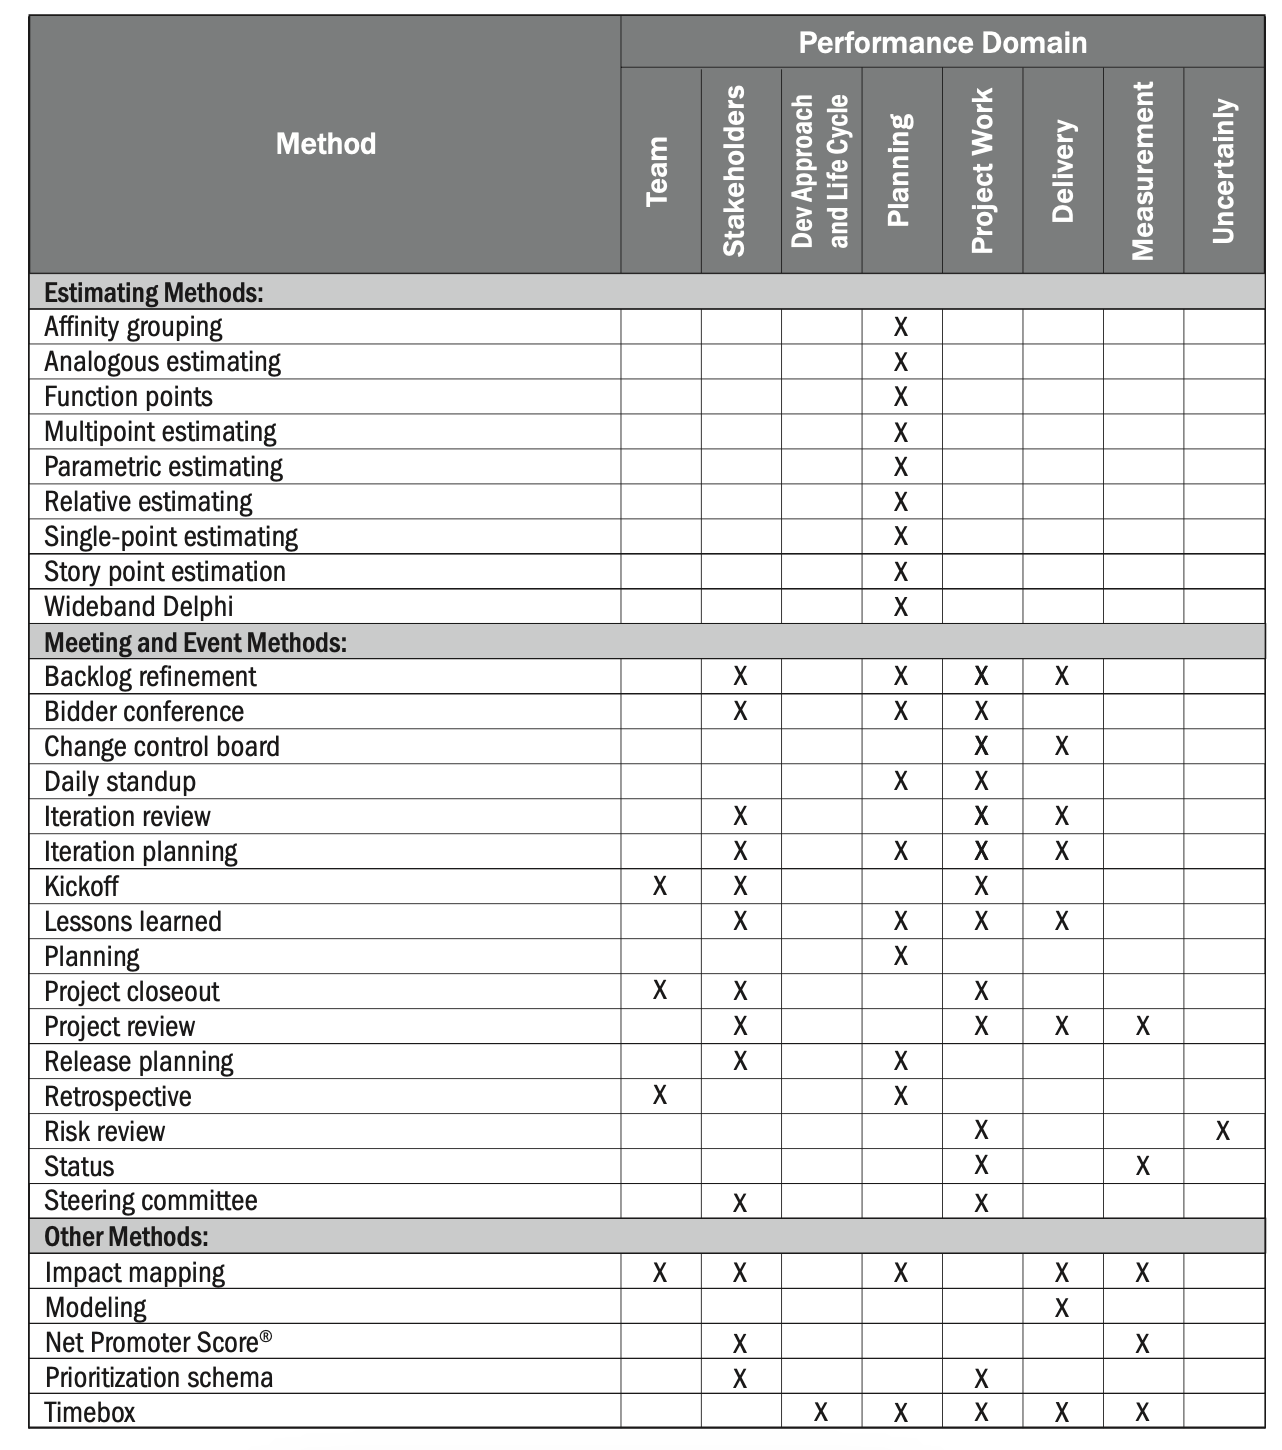 Performance Domain
Method
Team
Stakeholders
Dev Approach
and Life Cycle
Planning
Project Work
Delivery
Measurement
Uncertainly
Estimating Methods:
Affinity grouping X
Analogous estimating X
Function points X
Multipoint estimating X
Parametric estimating X
Relative estimating X
Single-point estimating X
Story point estimation X
Wideband Delphi X
Meeting and Event Methods:
Backlog refinement X X X X
Bidder conference X X X
Change control board X X
Daily standup X X
Iteration review X X X
Iteration planning X X X X
Kickoff X X X
Lessons learned X X X X
Planning X
Project closeout X X X
Project review X X X X
Release planning X X
Retrospective X X
Risk review X X
Status X X
Steering committee X X
Other Methods:
Impact mapping X X X X X
Modeling X
Net Promoter Score® X X
Prioritization schema X X
Timebox X X X X X